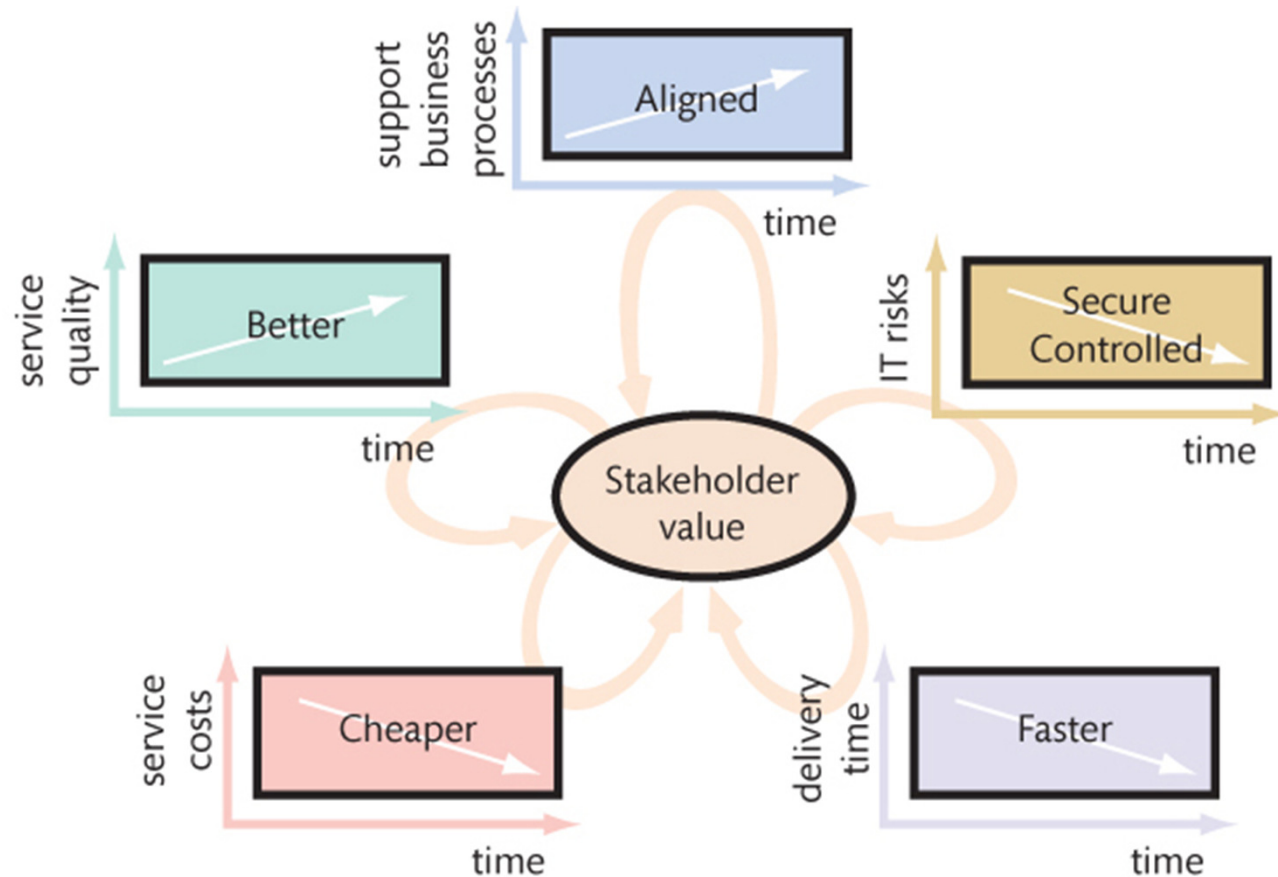 support
business
processes
Aligned
time
service
quality
Better
time
IT risks
Secure
Controlled
time
Stakeholder
value
service
costs
Cheaper
time
delivery
time
Faster
time